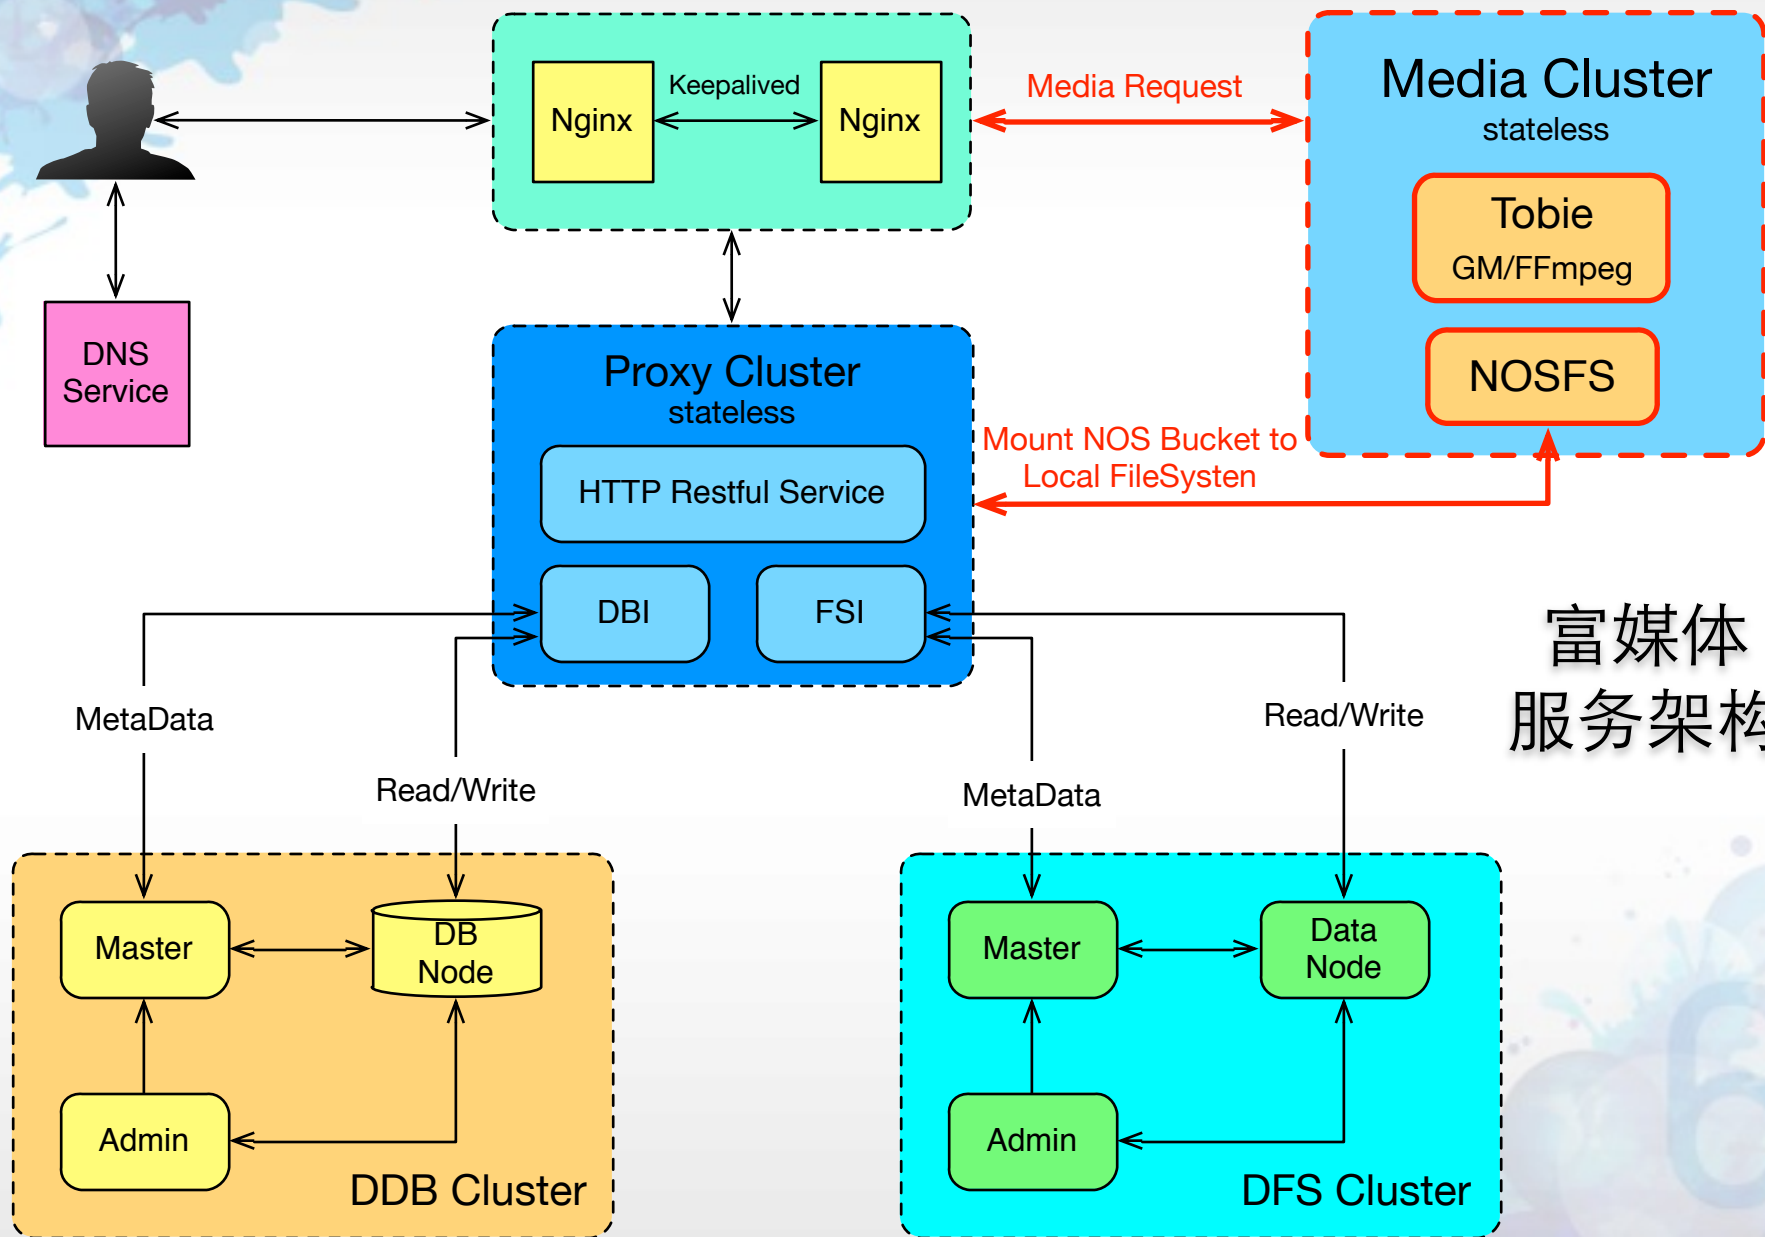 Nginx
Keepalived
Nginx
Media Request
Media Cluster
stateless
Tobie
GM/FFmpeg
NOSFS
DNS
Service
Proxy Cluster
stateless
HTTP Restful Service
DBI
FSI
Mount NOS Bucket to
Local FileSysten
富媒体
服务架构
MetaData
Read/Write
MetaData
Read/Write
Master
DB
Node
Admin
DDB Cluster
Master
Data
Node
Admin
DFS Cluster